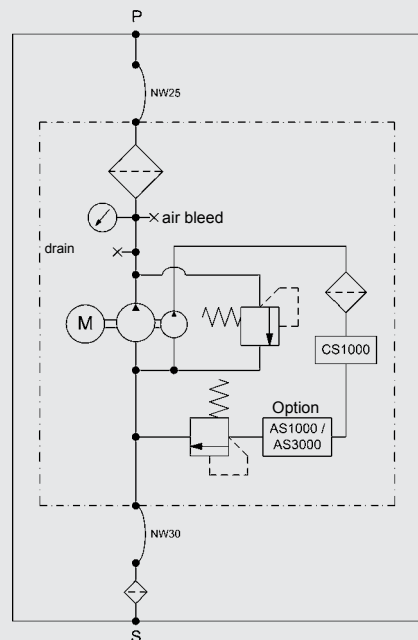 P
NW25
air bleed
drain
M
CS1000
Option
AS1000 /
AS3000
NW30
S